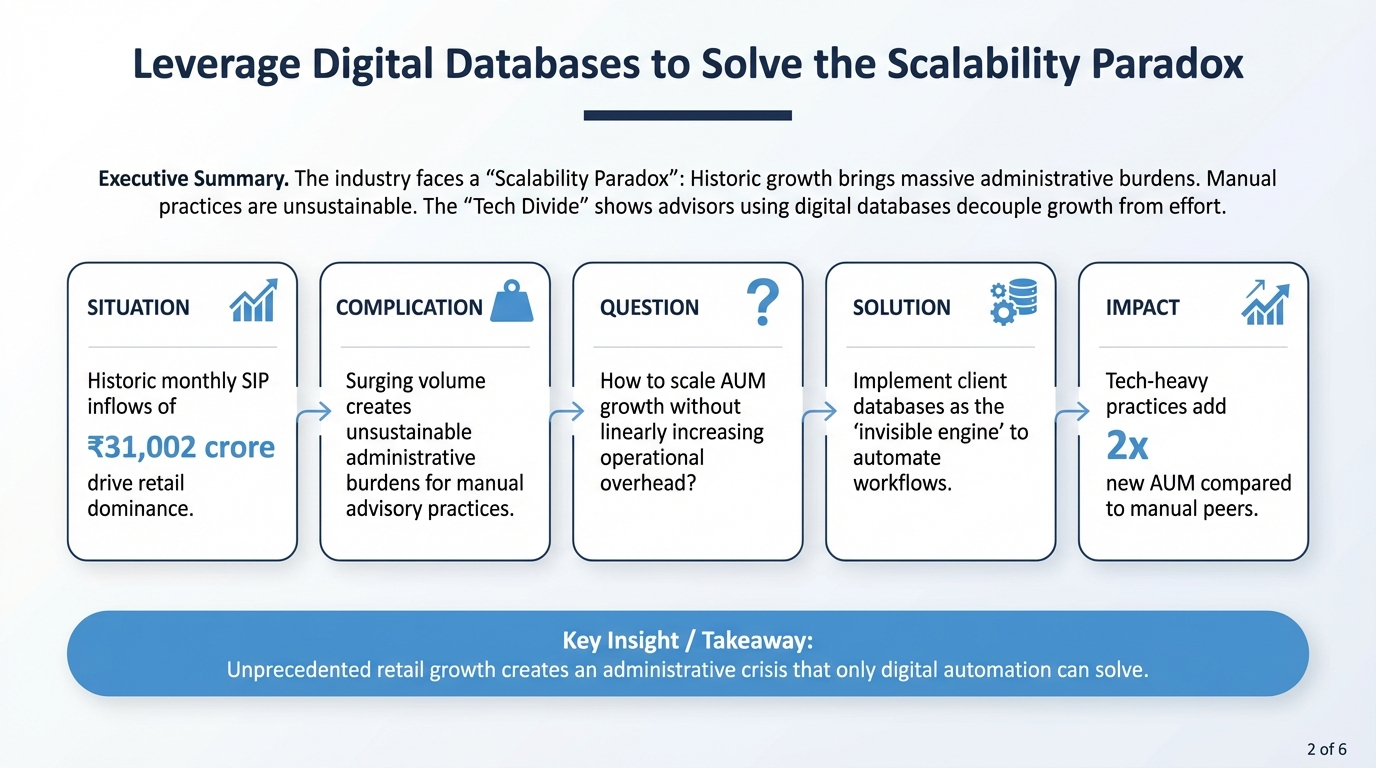 Leverage Digital Databases to Solve the Scalability Paradox
Executive Summary. The industry faces a “Scalability Paradox”: Historic growth brings massive administrative burdens. Manual
practices are unsustainable. The “Tech Divide” shows advisors using digital databases decouple growth from effort.
SITUATION
Historic monthly SIP
inflows of
₹31,002 crore
drive retail
dominance.
COMPLICATION
Surging volume
creates
unsustainable
administrative
burdens for manual
advisory practices.
QUESTION
?
How to scale AUM
growth without
linearly increasing
operational
overhead?
SOLUTION
Implement client
databases as the
‘invisible engine’ to
automate
workflows.
IMPACT
Tech-heavy
practices add
2x
new AUM compared
to manual peers.
Key Insight / Takeaway:
Unprecedented retail growth creates an administrative crisis that only digital automation can solve.
2 of 6